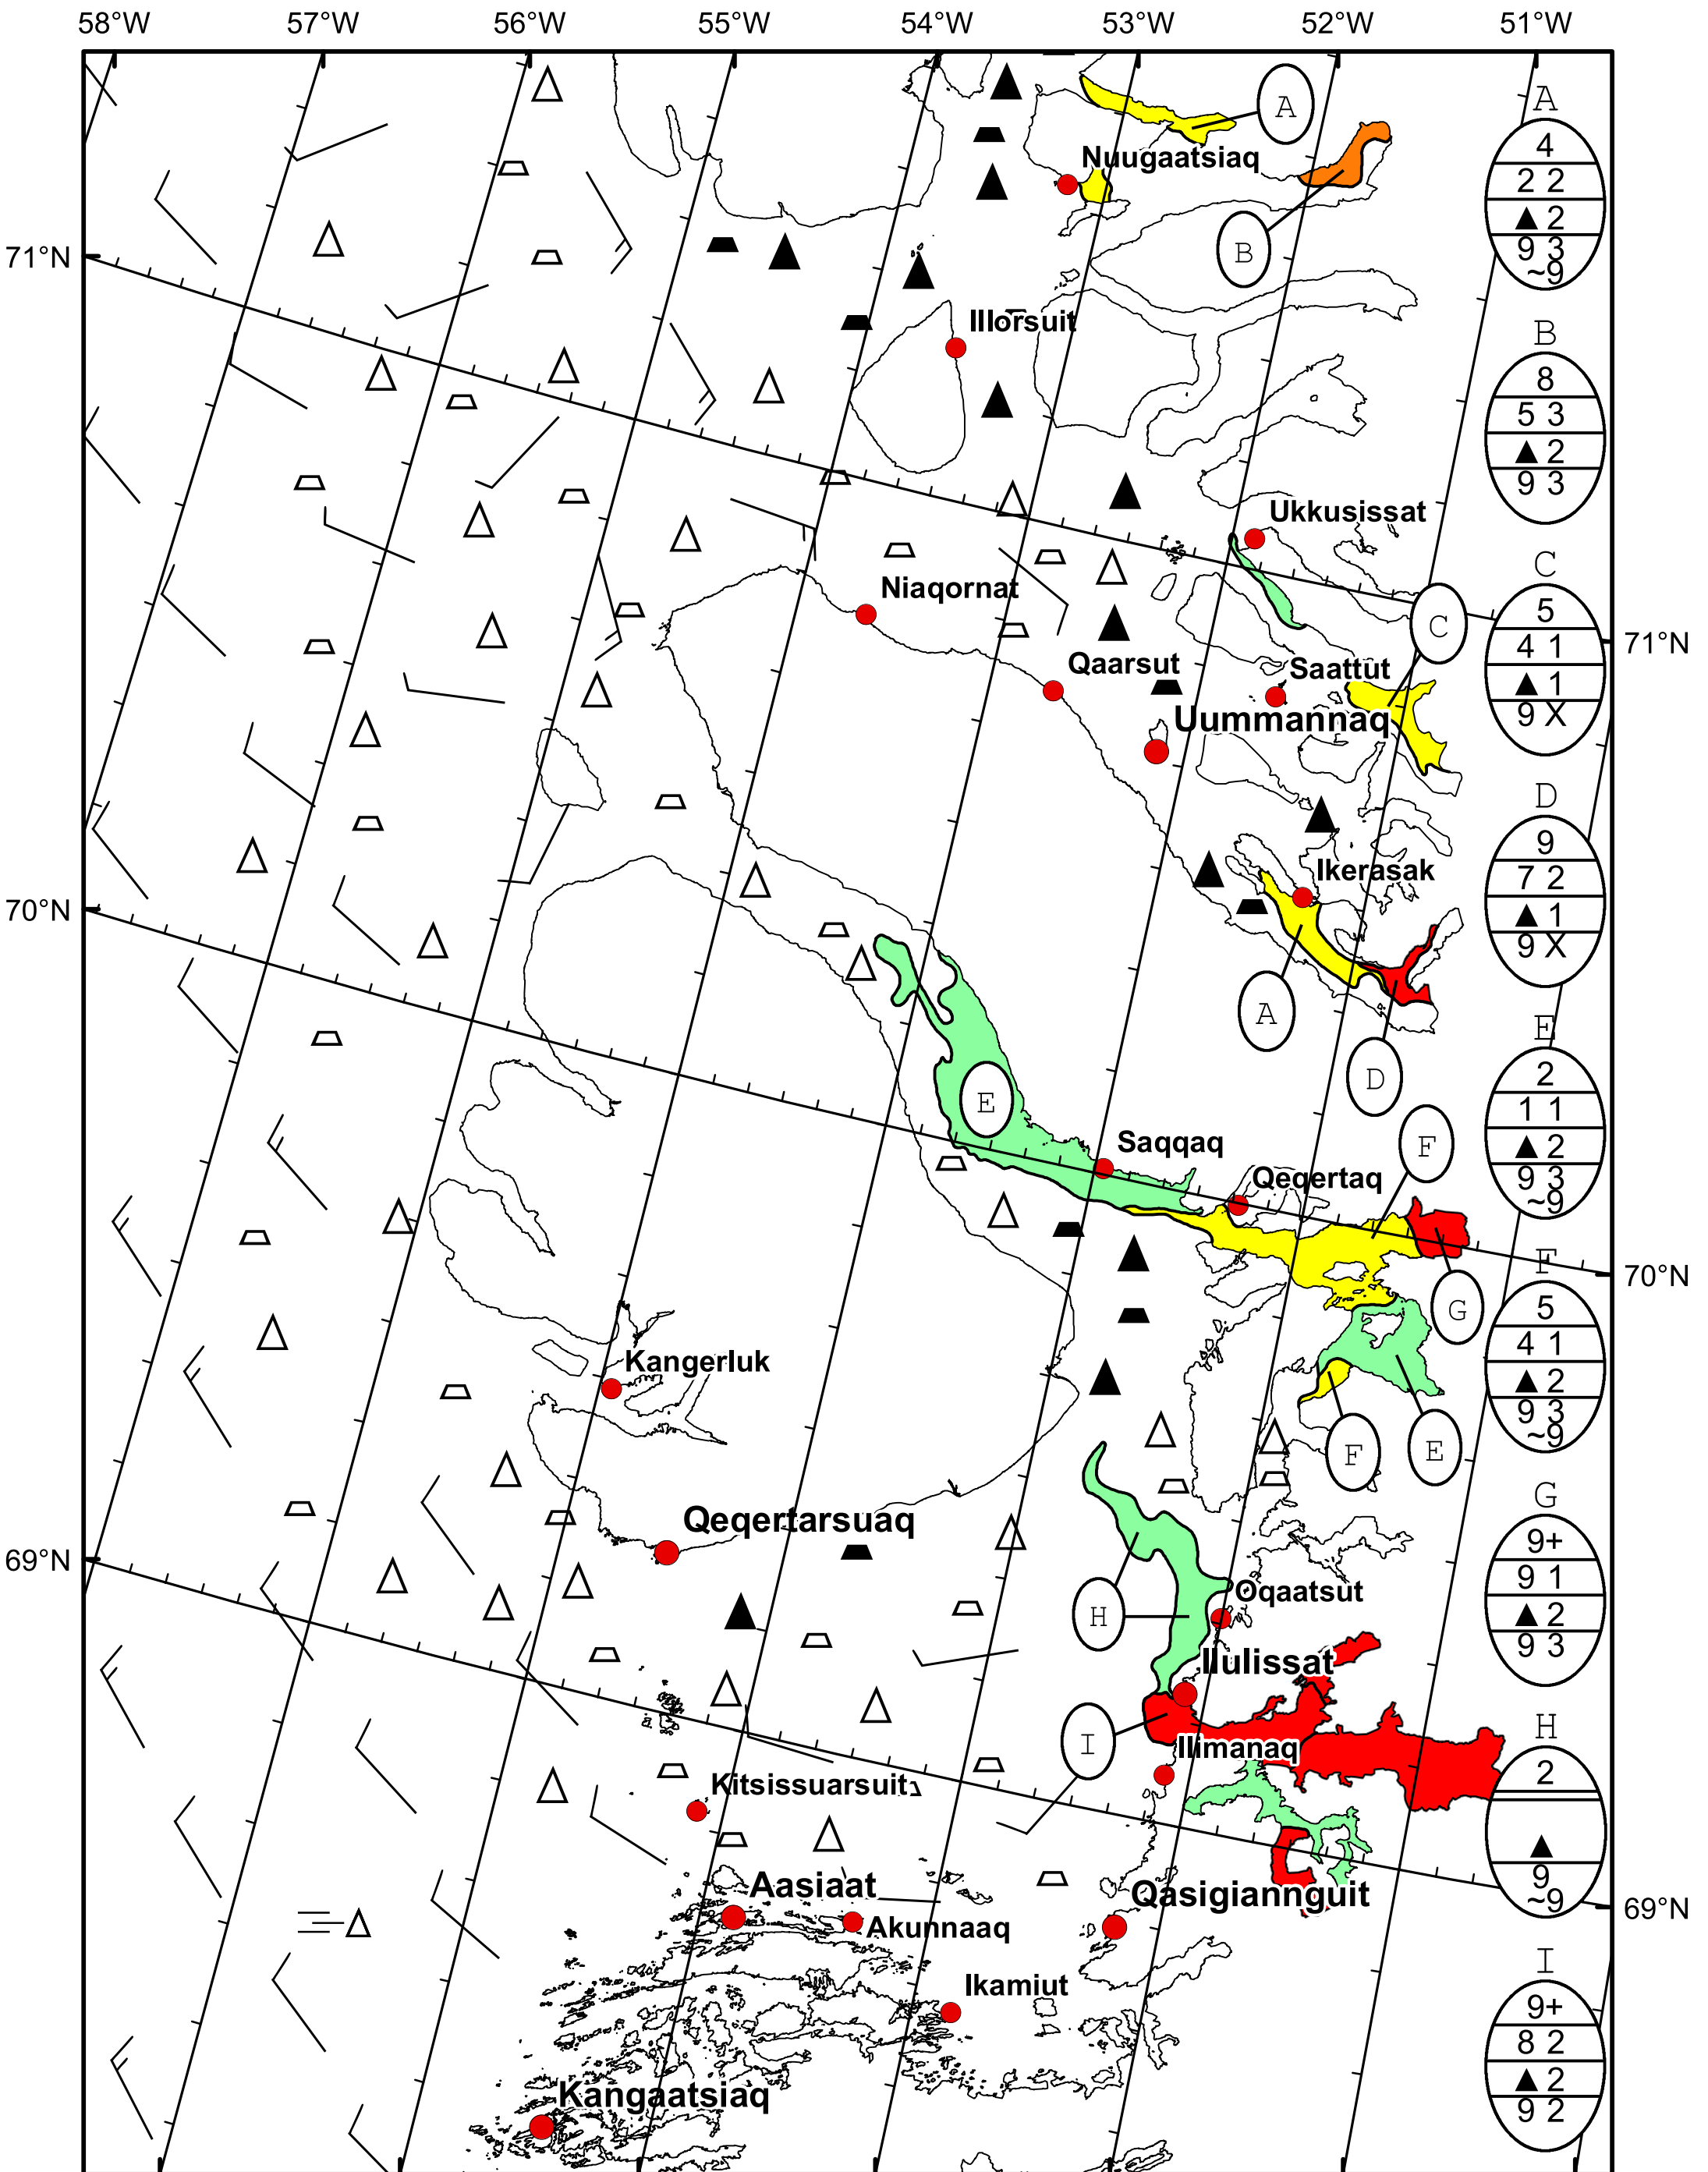 58°W 57°W 56°W 55°W 54°W 53°W 52°W 51°W
A
A
4
2 2
▲ 2
9 3
~9
Nuugaatsiaq
B
71°N
Illorsuit
B
8
5 3
▲ 2
9 3
Ukkusissat
Niaqornat
C
C
5
4 1
▲ 1
9 X
71°N
Qaarsut
Saattut
Uummannaq
D
9
7 2
▲ 1
9 X
Ikerasak
70°N
A
D
E
2
1 1
▲ 2
9 3
~9
E
F
Saqqaq
Qeqertaq
70°N
G
F
5
4 1
▲ 2
9 3
~9
Kangerluk
F
E
G
9+
9 1
▲ 2
9 3
Qeqertarsuaq
69°N
H
Oqaatsut
Ilulissat
I
Ilimanaq
H
2
▲
9
~9
Kitsissuarsuit
Aasiaat
Akunnaaq
Qasigiannguit
69°N
Ikamiut
I
9+
8 2
▲ 2
9 2
Kangaatsiaq